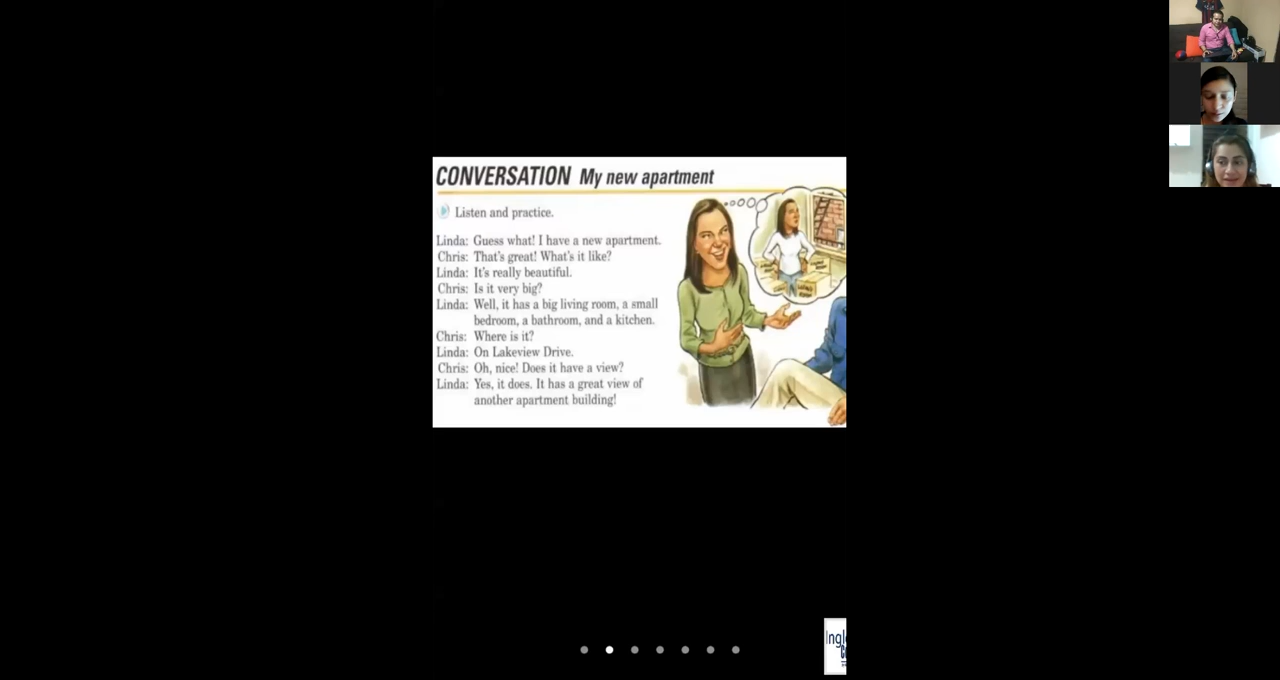 CONVERSATION My new apartment
Listen and practice.
Linda: Guess what! I have a new apartment.
Chris: That's great! What's it like?
Linda: It's really beautiful.
Chris: Is it very big?
Linda: Well, it has a big living room, a small
bedroom, a bathroom, and a kitchen.
Chris: Where is it?
Linda: On Lakeview Drive.
Chris: Oh, nice! Does it have a view?
Linda: Yes, it does. It has a great view of
another apartment building!